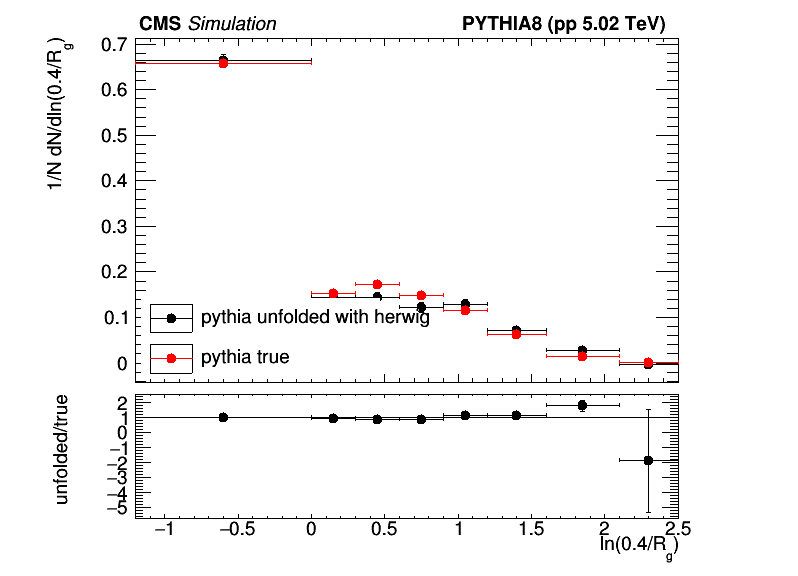 CMS Simulation PYTHIA8 (pp 5.02 TeV)
1/N dN/dln(0.4/Rg)
0.7
0.6
0.5
0.4
0.3
0.2
0.1
0
pythia unfolded with herwig
pythia true
unfolded/true
2
1
0
−1
−2
−3
−4
−5
−1 −0.5 0 0.5 1 1.5 2 2.5
ln(0.4/Rg)